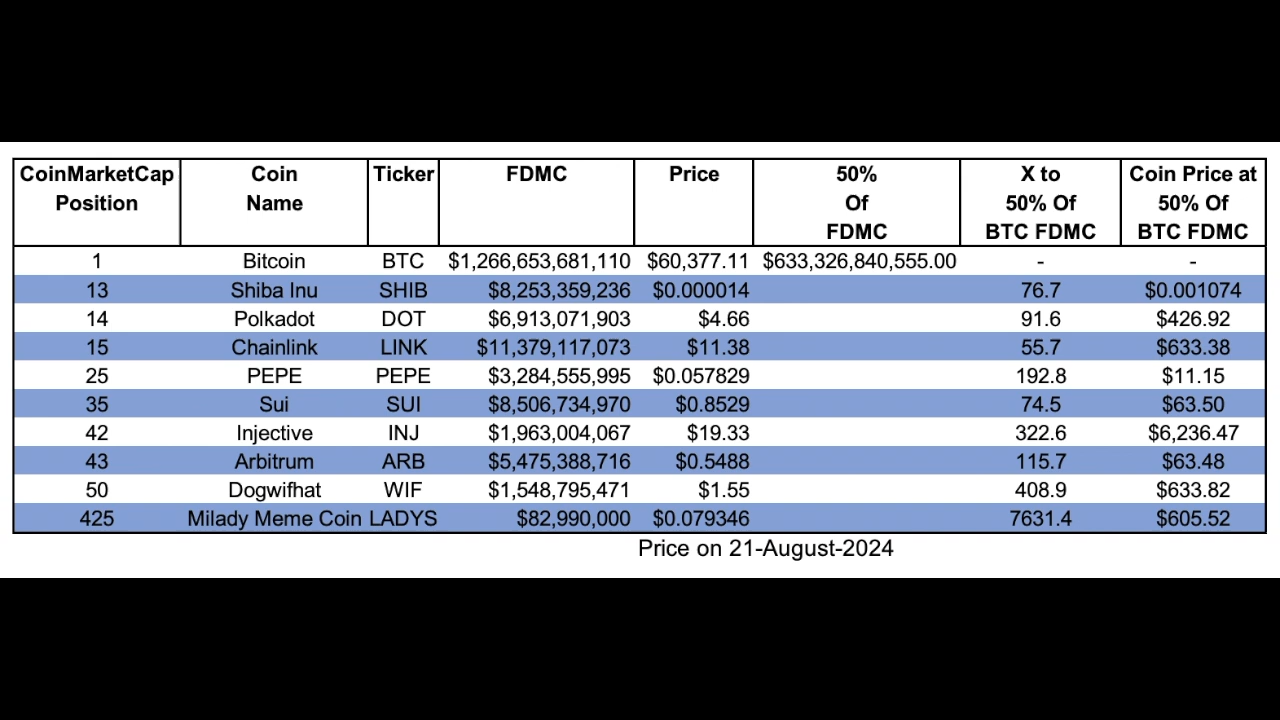 CoinMarketCap Coin Ticker FDMC Price 50% X to Coin Price at
Position Name Of 50% Of 50% Of
FDMC BTC FDMC BTC FDMC
1 Bitcoin BTC $1,266,653,681,110 $60,377.11 $633,326,840,555.00 - -
13 Shiba Inu SHIB $8,253,359,236 $0.000014 76.7 $0.001074
14 Polkadot DOT $6,913,071,903 $4.66 91.6 $426.92
15 Chainlink LINK $11,379,117,073 $11.38 55.7 $633.38
25 PEPE PEPE $3,284,555,995 $0.057829 192.8 $11.15
35 Sui SUI $8,506,734,970 $0.8529 74.5 $63.50
42 Injective INJ $1,963,004,067 $19.33 322.6 $6,236.47
43 Arbitrum ARB $5,475,388,716 $0.5488 115.7 $63.48
50 Dogwifhat WIF $1,548,795,471 $1.55 408.9 $633.82
425 Milady Meme Coin LADYS $82,990,000 $0.079346 7631.4 $605.52
Price on 21-August-2024